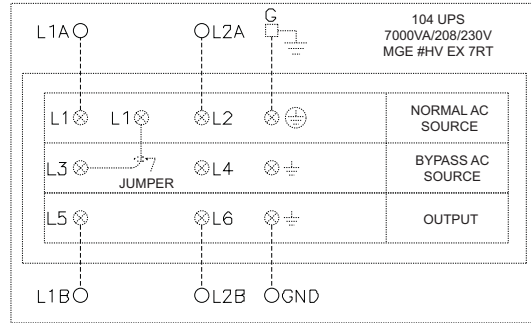 G
L1A L2A
104 UPS
7000VA/208/230V
MGE #HV EX 7RT
L1 L1 L2
NORMAL AC
SOURCE
L3 L4
JUMPER
BYPASS AC
SOURCE
L5 L6
OUTPUT
L1B L2B GND